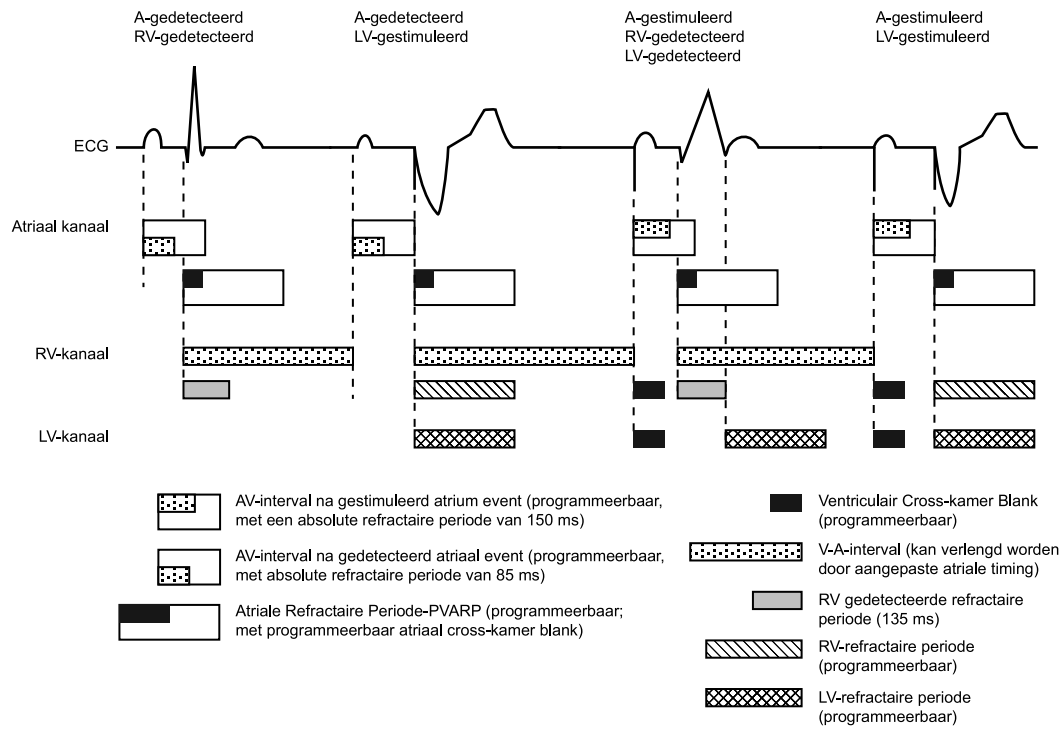 A-gedetecteerd
RV-gedetecteerd
A-gedetecteerd
LV-gestimuleerd
A-gestimuleerd
RV-gedetecteerd
LV-gedetecteerd
A-gestimuleerd
LV-gestimuleerd
ECG
Atriaal kanaal
RV-kanaal
LV-kanaal
AV-interval na gestimuleerd atrium event (programmeerbaar,
met een absolute refractaire periode van 150 ms)
AV-interval na gedetecteerd atriaal event (programmeerbaar,
met absolute refractaire periode van 85 ms)
Atriale Refractaire Periode-PVARP (programmeerbaar;
met programmeerbaar atriaal cross-kamer blank)
Ventriculair Cross-kamer Blank
(programmeerbaar)
V-A-interval (kan verlengd worden
door aangepaste atriale timing)
RV gedetecteerde refractaire
periode (135 ms)
RV-refractaire periode
(programmeerbaar)
LV-refractaire periode
(programmeerbaar)